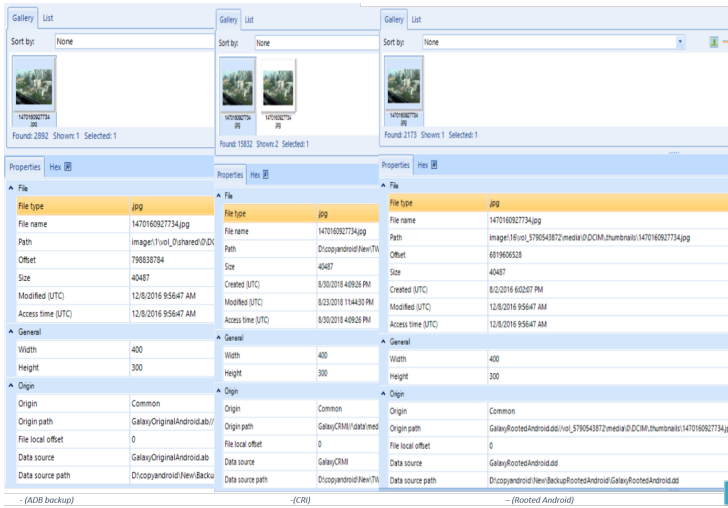 Gallery List
Sort by: None
1470160927734
.jpg
Found: 2892 Shown: 1 Selected: 1
Properties Hex
File
File type .jpg
File name 1470160927734.jpg
Path image:\1\vol_0\shared\0\DC
Offset 798838784
Size 40487
Modified (UTC) 12/8/2016 9:56:47 AM
Access time (UTC) 12/8/2016 9:56:47 AM
General
Width 400
Height 300
Origin
Origin Common
Origin path GalaxyOriginalAndroid.ab//
File local offset 0
Data source GalaxyOriginalAndroid.ab
Data source path D:\copyandroid\New\Backu
- (ADB backup)
Gallery List
Sort by: None
1470160927734
.jpg
1470160927734
.jpg
Found: 15832 Shown: 2 Selected: 1
Properties Hex
File
File type .jpg
File name 1470160927734.jpg
Path D:\copyandroid\New\TW
Size 40487
Created (UTC) 8/30/2018 4:09:26 PM
Modified (UTC) 8/23/2018 11:44:30 PM
Access time (UTC) 8/30/2018 4:09:26 PM
General
Width 400
Height 300
Origin
Origin Common
Origin path GalaxyCRMI//\data\med
File local offset 0
Data source GalaxyCRMI
Data source path D:\copyandroid\New\TW
-(CRI)
Gallery List
Sort by: None
1470160927734
.jpg
Found: 2173 Shown: 1 Selected: 1
Properties Hex
File
File type .jpg
File name 1470160927734.jpg
Path image:\16\vol_5790543872\media\0\DCIM\.thumbnails\1470160927734.jpg
Offset 6819606528
Size 40487
Created (UTC) 8/2/2016 6:02:07 PM
Modified (UTC) 12/8/2016 9:56:47 AM
Access time (UTC) 12/8/2016 9:56:47 AM
General
Width 400
Height 300
Origin
Origin Common
Origin path GalaxyRootedAndroid.dd//vol_5790543872\media\0\DCIM\.thumbnails\1470160927734.jp
File local offset 0
Data source GalaxyRootedAndroid.dd
Data source path D:\copyandroid\New\BackupRootedAndroid\GalaxyRootedAndroid.dd
– (Rooted Android)